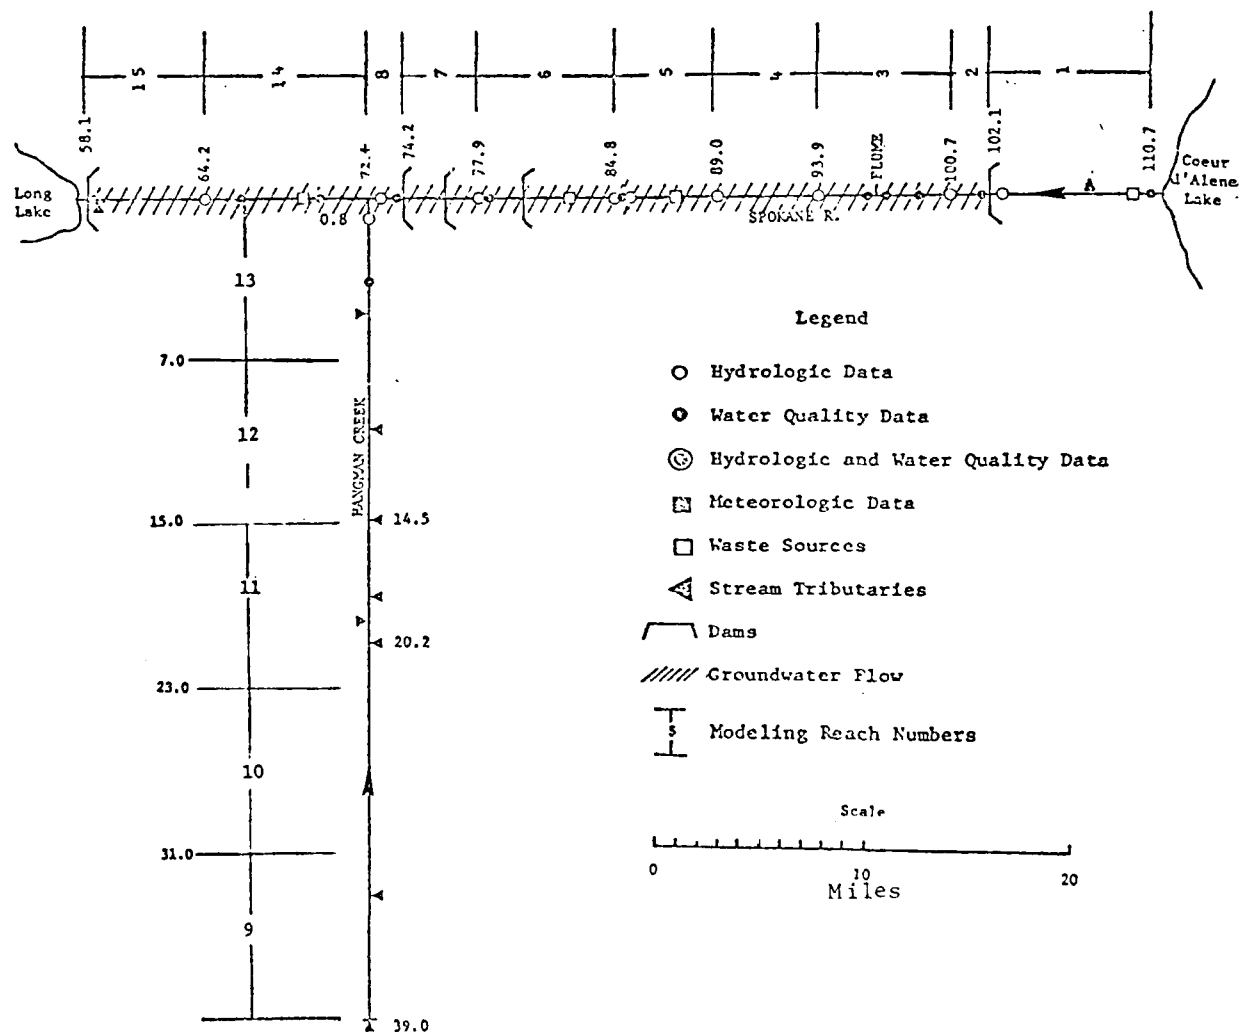 15 14 8 7 6 5 4 3 2 1
58.1 64.2 72.4 74.2 77.9 84.8 89.0 93.9 FLUME 100.7 102.1 110.7
Coeur
d'Alene
Lake
Long
Lake
A
0.8
SPOKANE R.
13
7.0
12
HANGMAN CREEK
15.0
14.5
11
20.2
23.0
10
31.0
9
39.0
Legend
Hydrologic Data
Water Quality Data
Hydrologic and Water Quality Data
Meteorologic Data
Waste Sources
Stream Tributaries
Dams
Groundwater Flow
Modeling Reach Numbers
Scale
0 10 20
Miles